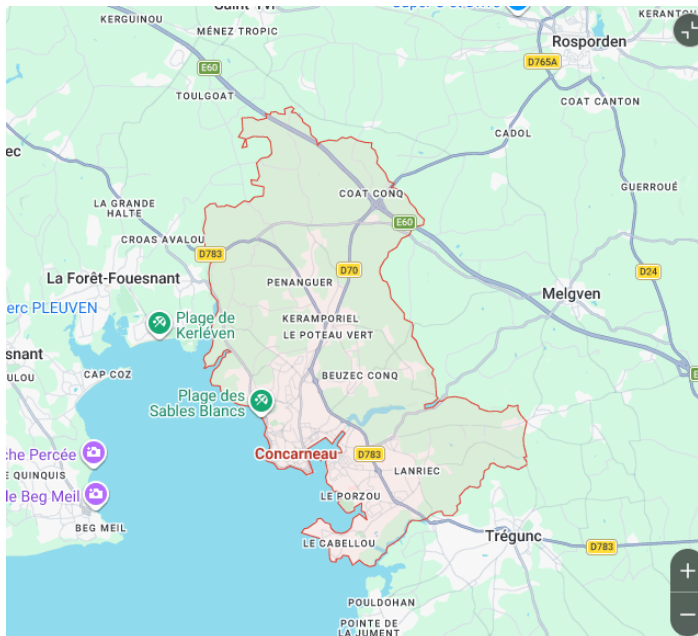 KERGUINOU
MÉNEZ TROPIC
Rosporden
KERANTO
D765A
E60
TOULGOAT
COAT CANTON
CADOL
ec
COAT CONQ
GUERROUÉ
LA GRANDE
HALTE
E60
CROAS AVALOU
D783
D70
D24
La Forêt-Fouesnant
PENANGUER
Melgven
erc PLEUVEN
Plage de
Kerléven
KERAMPORIEL
LE POTEAU VERT
snant
OULOU
CAP COZ
BEUZEC CONQ
Plage des
Sables Blancs
che Percée
Concarneau
D783
E QUINQUIS
LANRIEC
de Beg Meil
LE PORZOU
BEG MEIL
LE CABELLOU
Trégunc
D783
POULDOHAN
POINTE DE
LA JUMENT